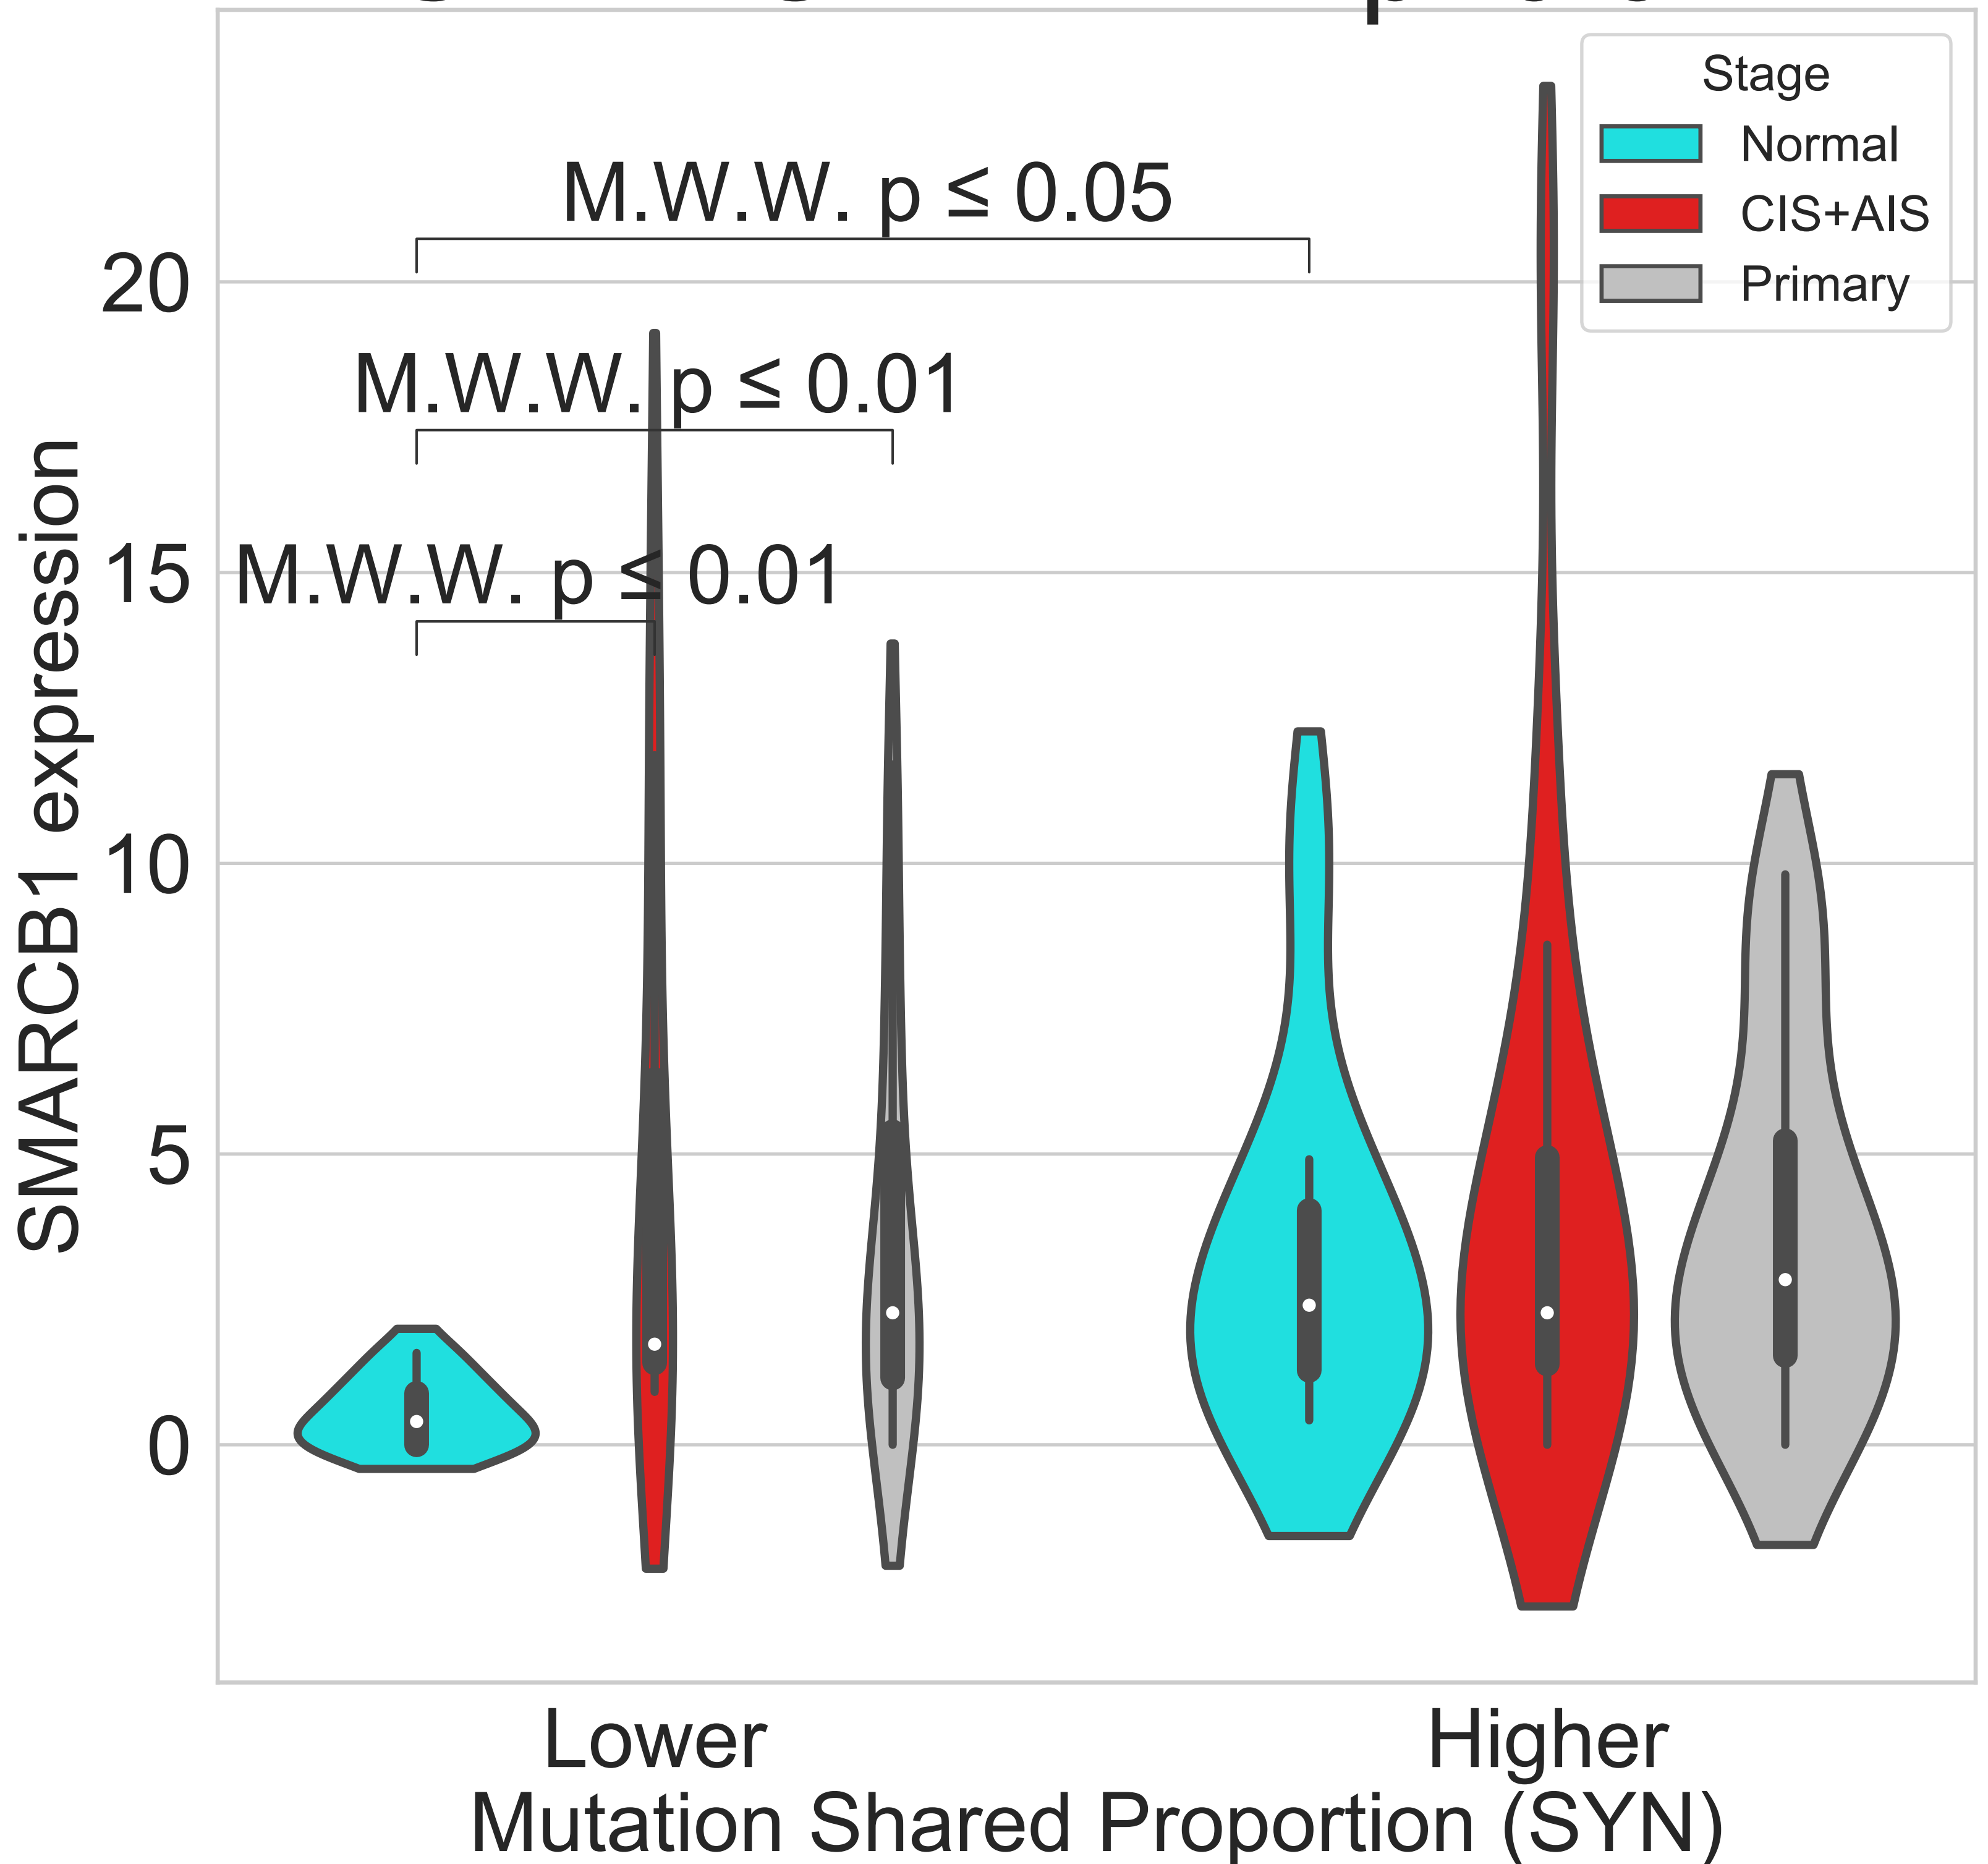 Stage
Normal
CIS+AIS
Primary
M.W.W. p ≤ 0.05
M.W.W. p ≤ 0.01
M.W.W. p ≤ 0.01
SMARCB1 expression
20
15
10
5
0
Lower
Higher
Mutation Shared Proportion (SYN)